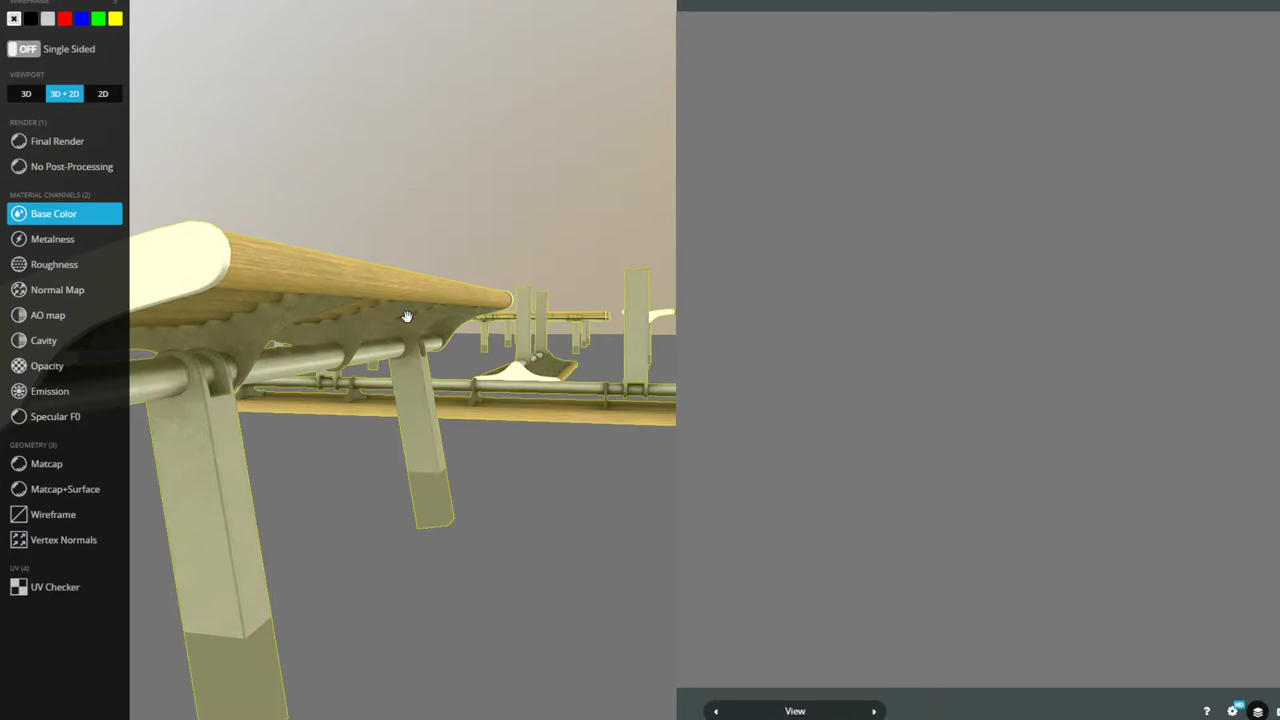 WIREFRAME
OFF Single Sided
VIEWPORT
3D 3D + 2D 2D
RENDER (1)
Final Render
No Post-Processing
MATERIAL CHANNELS (2)
Base Color
Metalness
Roughness
Normal Map
AO map
Cavity
Opacity
Emission
Specular F0
GEOMETRY (3)
Matcap
Matcap+Surface
Wireframe
Vertex Normals
UV (4)
UV Checker
View
?
HD